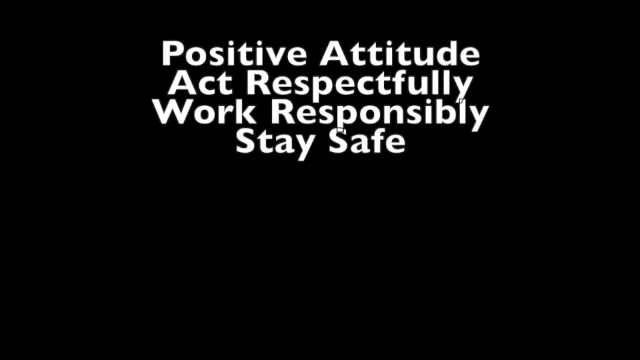 Positive Attitude
Act Respectfully
Work Responsibly
Stay Safe